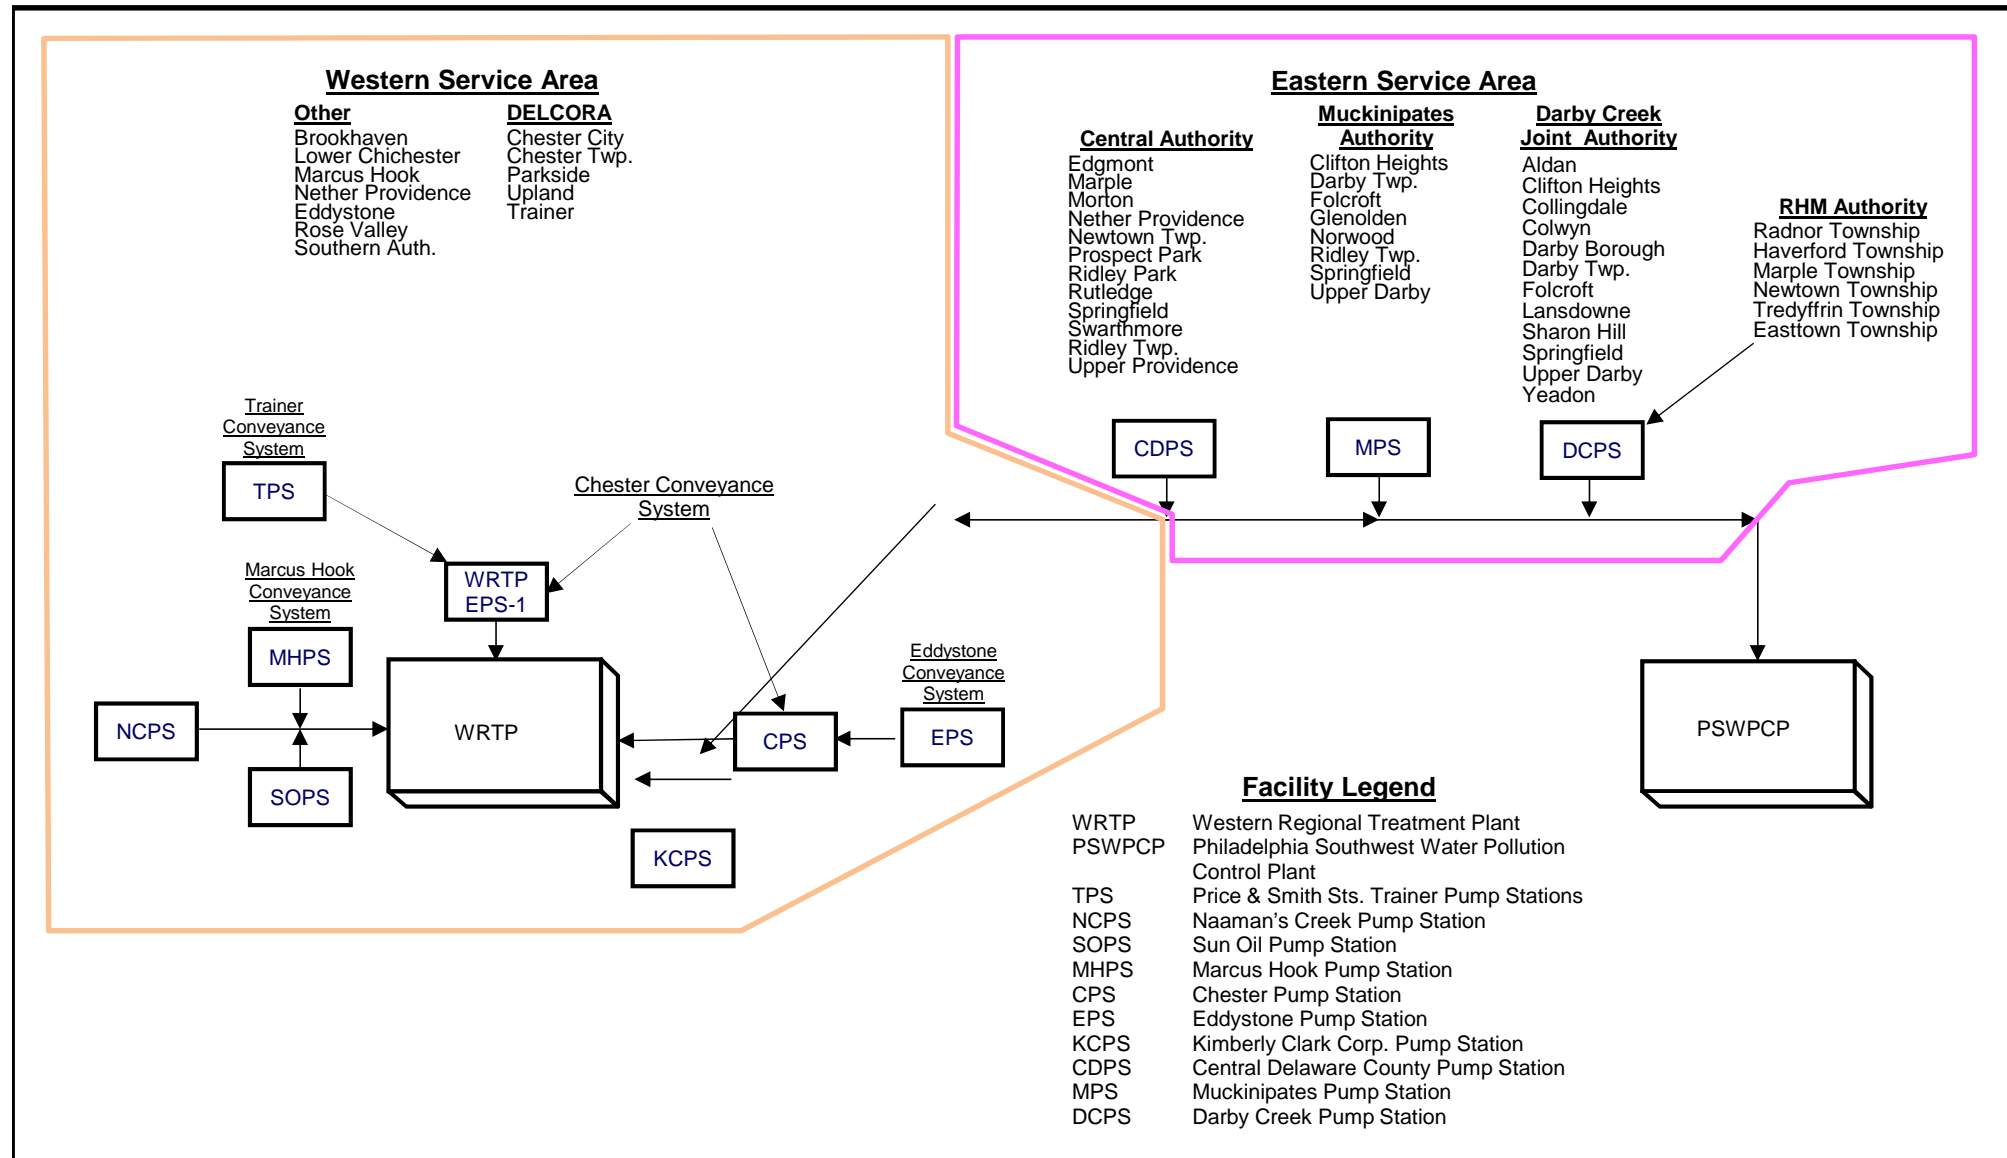 Western Service Area
Other
Brookhaven
Lower Chichester
Marcus Hook
Nether Providence
Eddystone
Rose Valley
Southern Auth.
DELCORA
Chester City
Chester Twp.
Parkside
Upland
Trainer
Eastern Service Area
Central Authority
Edgmont
Marple
Morton
Nether Providence
Newtown Twp.
Prospect Park
Ridley Park
Rutledge
Springfield
Swarthmore
Ridley Twp.
Upper Providence
Muckinipates
Authority
Clifton Heights
Darby Twp.
Folcroft
Glenolden
Norwood
Ridley Twp.
Springfield
Upper Darby
Darby Creek
Joint Authority
Aldan
Clifton Heights
Collingdale
Colwyn
Darby Borough
Darby Twp.
Folcroft
Lansdowne
Sharon Hill
Springfield
Upper Darby
Yeadon
RHM Authority
Radnor Township
Haverford Township
Marple Township
Newtown Township
Tredyffrin Township
Easttown Township
CDPS
MPS
DCPS
Trainer
Conveyance
System
TPS
Chester Conveyance
System
WRTP
EPS-1
Marcus Hook
Conveyance
System
MHPS
NCPS
SOPS
WRTP
CPS
Eddystone
Conveyance
System
EPS
KCPS
PSWPCP
Facility Legend
WRTP Western Regional Treatment Plant
PSWPCP Philadelphia Southwest Water Pollution
Control Plant
TPS Price & Smith Sts. Trainer Pump Stations
NCPS Naaman's Creek Pump Station
SOPS Sun Oil Pump Station
MHPS Marcus Hook Pump Station
CPS Chester Pump Station
EPS Eddystone Pump Station
KCPS Kimberly Clark Corp. Pump Station
CDPS Central Delaware County Pump Station
MPS Muckinipates Pump Station
DCPS Darby Creek Pump Station